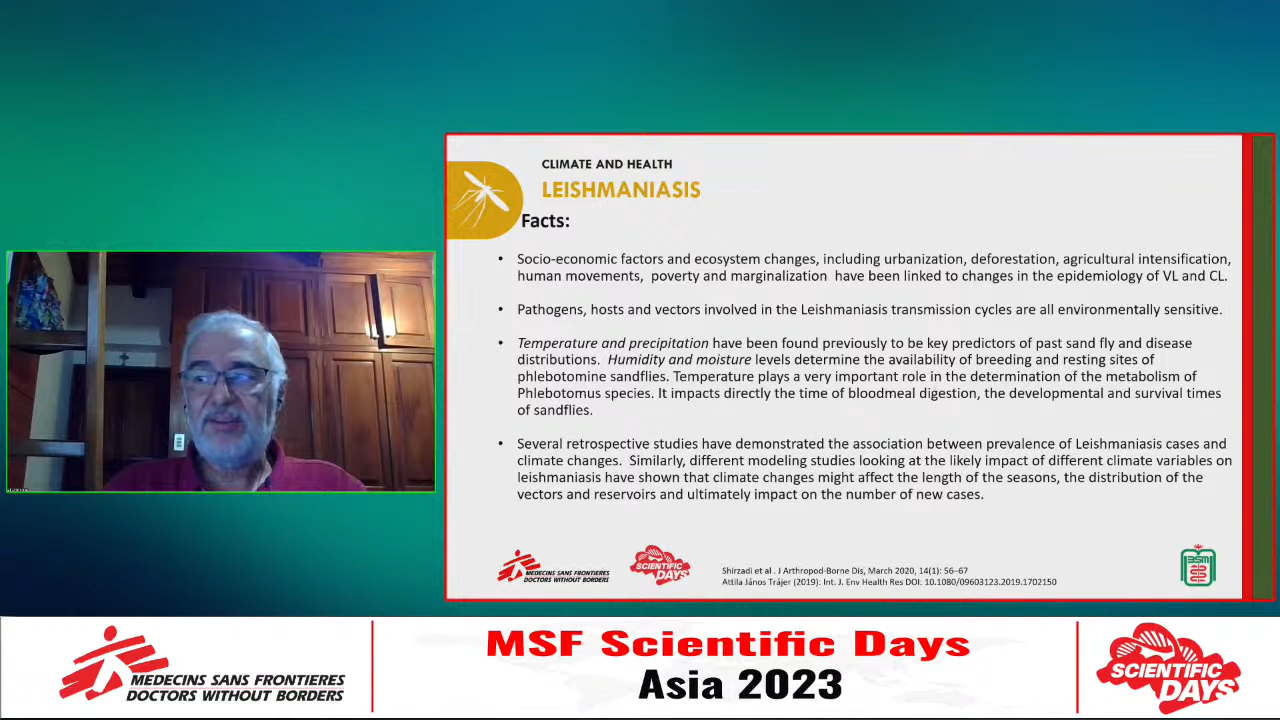 CLIMATE AND HEALTH
LEISHMANIASIS
Facts:
• Socio-economic factors and ecosystem changes, including urbanization, deforestation, agricultural intensification,
human movements, poverty and marginalization have been linked to changes in the epidemiology of VL and CL.
• Pathogens, hosts and vectors involved in the Leishmaniasis transmission cycles are all environmentally sensitive.
• Temperature and precipitation have been found previously to be key predictors of past sand fly and disease
distributions. Humidity and moisture levels determine the availability of breeding and resting sites of
phlebotomine sandflies. Temperature plays a very important role in the determination of the metabolism of
Phlebotomus species. It impacts directly the time of bloodmeal digestion, the developmental and survival times
of sandflies.
• Several retrospective studies have demonstrated the association between prevalence of Leishmaniasis cases and
climate changes. Similarly, different modeling studies looking at the likely impact of different climate variables on
leishmaniasis have shown that climate changes might affect the length of the seasons, the distribution of the
vectors and reservoirs and ultimately impact on the number of new cases.
MEDECINS SANS FRONTIERES
DOCTORS WITHOUT BORDERS
SCIENTIFIC
DAYS
Shirzadi et al . J Arthropod-Borne Dis, March 2020, 14(1): 56–67
Attila János Trájer (2019): Int. J. Env Health Res DOI: 10.1080/09603123.2019.1702150
MEDECINS SANS FRONTIERES
DOCTORS WITHOUT BORDERS
MSF Scientific Days
Asia 2023
SCIENTIFIC
DAYS